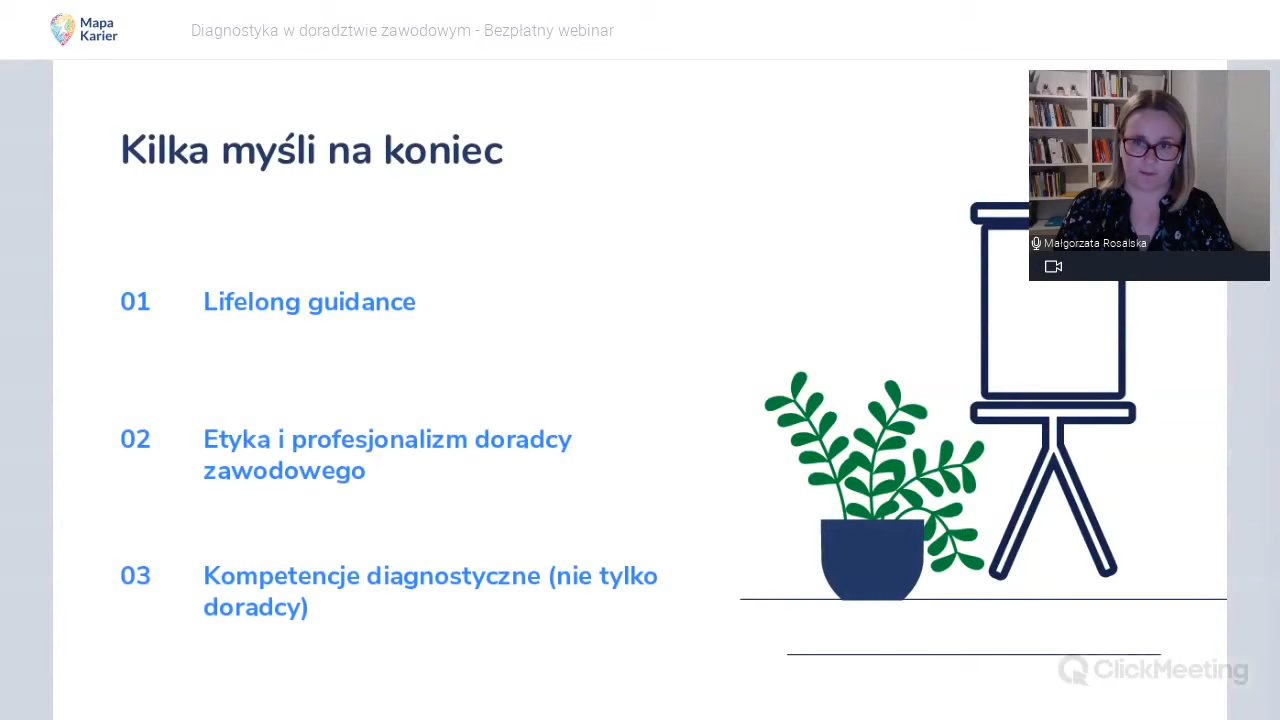 Mapa
Karier
Diagnostyka w doradztwie zawodowym - Bezpłatny webinar
Kilka myśli na koniec
Małgorzata Rosalska
01 Lifelong guidance
02 Etyka i profesjonalizm doradcy
zawodowego
03 Kompetencje diagnostyczne (nie tylko
doradcy)
ClickMeeting